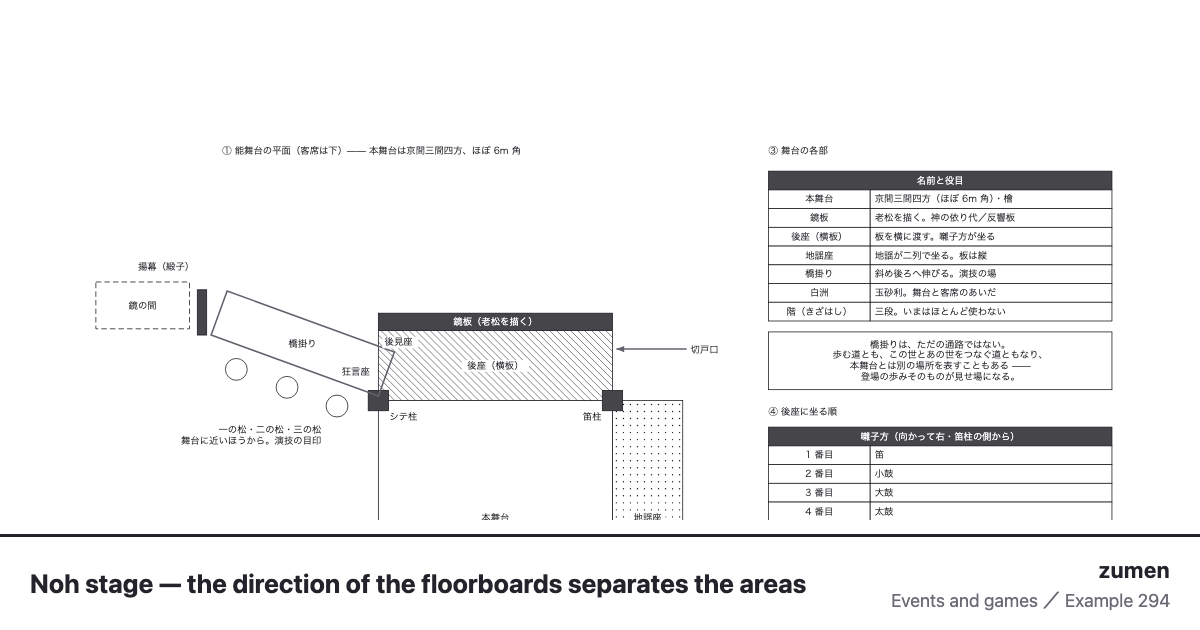 ① 能舞台の平面（客席は下）—— 本舞台は京間三間四方、ほぼ 6m 角
揚幕（緞子）
鏡の間
橋掛り
鏡板（老松を描く）
後見座
後座（横板）
切戸口
狂言座
シテ柱
笛柱
一の松・二の松・三の松
舞台に近いほうから。演技の目印
本舞台
地謡座
③ 舞台の各部
名前と役目
本舞台 京間三間四方（ほぼ 6m 角）・檜
鏡板 老松を描く。神の依り代／反響板
後座（横板） 板を横に渡す。囃子方が坐る
地謡座 地謡が二列で坐る。板は縦
橋掛り 斜め後ろへ伸びる。演技の場
白洲 玉砂利。舞台と客席のあいだ
階（きざはし） 三段。いまはほとんど使わない
橋掛りは、ただの通路ではない。
歩む道とも、この世とあの世をつなぐ道ともなり、
本舞台とは別の場所を表すこともある ——
登場の歩みそのものが見せ場になる。
④ 後座に坐る順
囃子方（向かって右・笛柱の側から）
1 番目 笛
2 番目 小鼓
3 番目 大鼓
4 番目 太鼓
Noh stage — the direction of the floorboards separates the areas
zumen
Events and games ／ Example 294